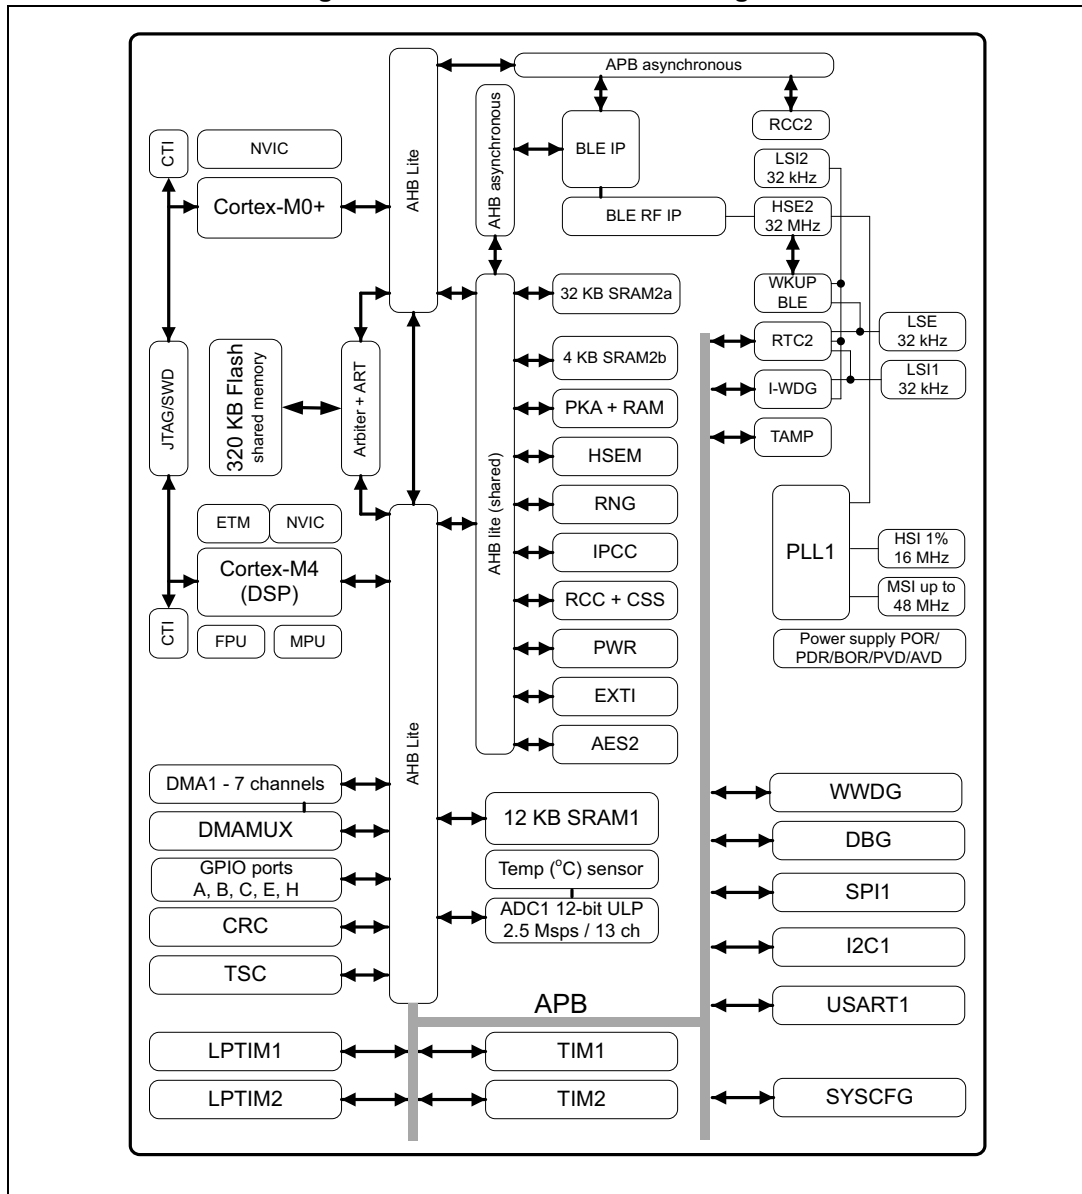 APB asynchronous
CTI
NVIC
AHB Lite
AHB asynchronous
BLE IP
RCC2
LSI2
32 kHz
Cortex-M0+
BLE RF IP
HSE2
32 MHz
32 KB SRAM2a
WKUP
BLE
LSE
32 kHz
JTAG/SWD
320 KB Flash
shared memory
Arbiter + ART
AHB lite (shared)
4 KB SRAM2b
RTC2
LSI1
32 kHz
PKA + RAM
I-WDG
HSEM
TAMP
RNG
ETM
NVIC
IPCC
PLL1
HSI 1%
16 MHz
Cortex-M4
(DSP)
RCC + CSS
MSI up to
48 MHz
CTI
FPU
MPU
PWR
Power supply POR/
PDR/BOR/PVD/AVD
EXTI
AES2
AHB Lite
DMA1 - 7 channels
WWDG
DMAMUX
12 KB SRAM1
DBG
GPIO ports
A, B, C, E, H
Temp (°C) sensor
SPI1
CRC
ADC1 12-bit ULP
2.5 Msps / 13 ch
I2C1
TSC
APB
USART1
LPTIM1
TIM1
LPTIM2
TIM2
SYSCFG